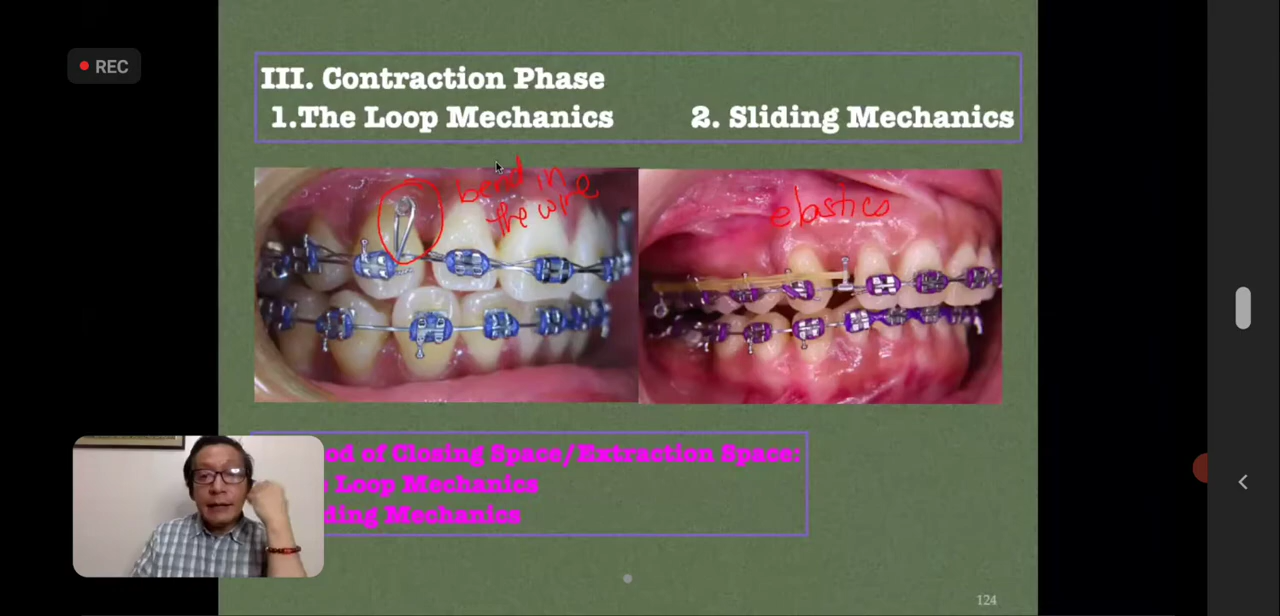 REC
III. Contraction Phase
1.The Loop Mechanics 2. Sliding Mechanics
bend in
the wire
elastics
od of Closing Space/Extraction Space:
Loop Mechanics
ding Mechanics
124